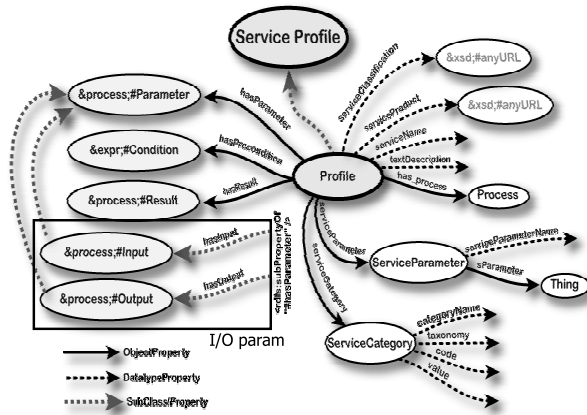 Service Profile
&process;#Parameter
hasParameter
serviceClassification
&xsd;#anyURL
serviceProduct
&xsd;#anyURL
&expr;#Condition
hasPrecondition
serviceName
textDescription
Profile
has_process
Process
&process;#Result
hasResult
&process;#Input
hasInput
&process;#Output
hasOutput
<rdfs:subPropertyOf
"#hasParameter" />
I/O param
serviceParameter
serviceCategory
ServiceParameter
serviceParameterName
sParameter
Thing
ServiceCategory
categoryName
taxonomy
code
value
ObjectProperty
DatatypeProperty
SubClass/Property